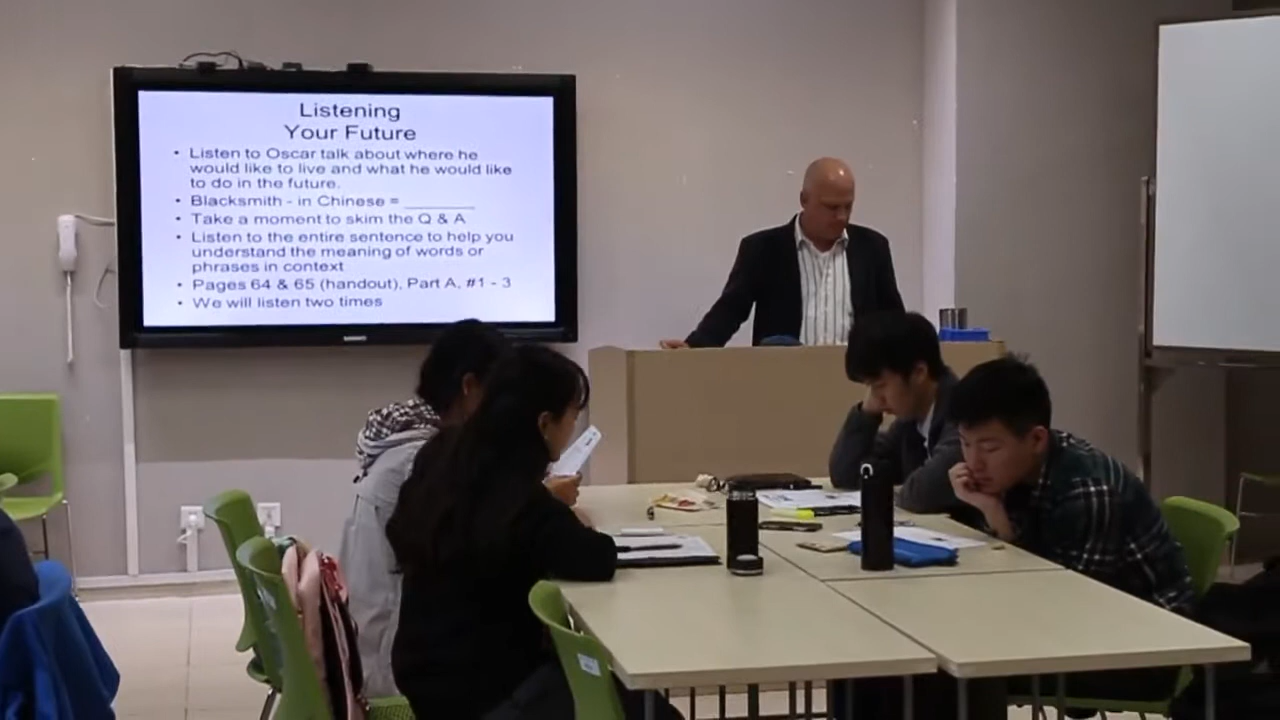 Listening
Your Future
• Listen to Oscar talk about where he
would like to live and what he would like
to do in the future.
• Blacksmith - in Chinese = ________
• Take a moment to skim the Q & A
• Listen to the entire sentence to help you
understand the meaning of words or
phrases in context
• Pages 64 & 65 (handout), Part A, #1 - 3
• We will listen two times